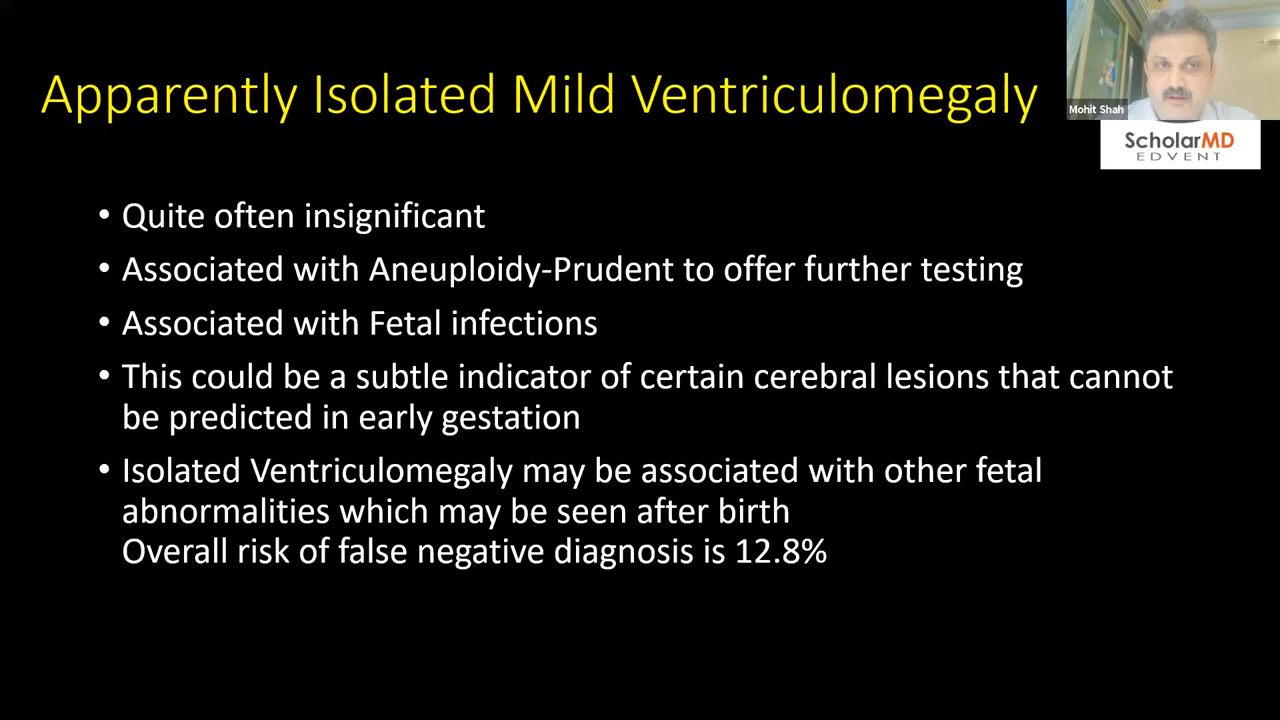 Apparently Isolated Mild Ventriculomegaly
Mohit Shah
ScholarMD
EDVENT
• Quite often insignificant
• Associated with Aneuploidy-Prudent to offer further testing
• Associated with Fetal infections
• This could be a subtle indicator of certain cerebral lesions that cannot
be predicted in early gestation
• Isolated Ventriculomegaly may be associated with other fetal
abnormalities which may be seen after birth
Overall risk of false negative diagnosis is 12.8%